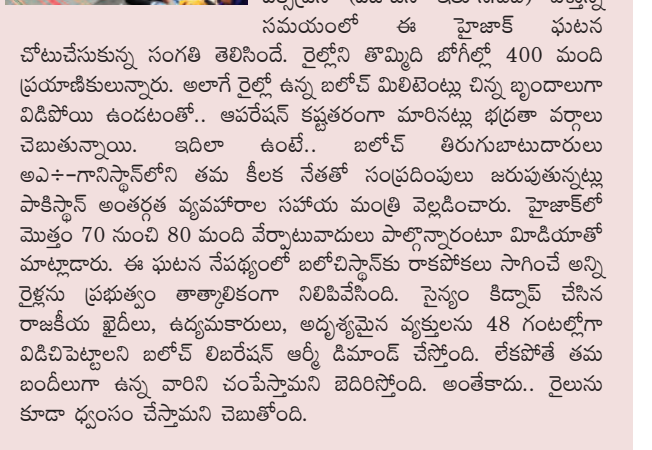 సమయంలో ఈ హైజాక్ ఘటన
చోటుచేసుకున్న సంగతి తెలిసిందే. రైల్లోని తొమ్మిది బోగీల్లో 400 మంది
ప్రయాణికులున్నారు. అలాగే రైల్లో ఉన్న బలోచ్ మిలిటెంట్లు చిన్న బృందాలుగా
విడిపోయి ఉండటంతో.. ఆపరేషన్ కష్టతరంగా మారినట్లు భద్రతా వర్గాలు
చెబుతున్నాయి. ఇదిలా ఉంటే.. బలోచ్ తిరుగుబాటుదారులు
అఎ÷-గానిస్థాన్‌లోని తమ కీలక నేతతో సంప్రదింపులు జరుపుతున్నట్లు
పాకిస్థాన్ అంతర్గత వ్యవహారాల సహాయ మంత్రి వెల్లడించారు. హైజాక్‌లో
మొత్తం 70 నుంచి 80 మంది వేర్పాటువాదులు పాల్గొన్నారంటూ మీడియాతో
మాట్లాడారు. ఈ ఘటన నేపథ్యంలో బలోచిస్థాన్‌కు రాకపోకలు సాగించే అన్ని
రైళ్లను ప్రభుత్వం తాత్కాలికంగా నిలిపివేసింది. సైన్యం కిడ్నాప్ చేసిన
రాజకీయ ఖైదీలు, ఉద్యమకారులు, అదృశ్యమైన వ్యక్తులను 48 గంటల్లోగా
విడిచిపెట్టాలని బలోచ్ లిబరేషన్ ఆర్మీ డిమాండ్ చేస్తోంది. లేకపోతే తమ
బందీలుగా ఉన్న వారిని చంపేస్తామని బెదిరిస్తోంది. అంతేకాదు.. రైలును
కూడా ధ్వంసం చేస్తామని చెబుతోంది.